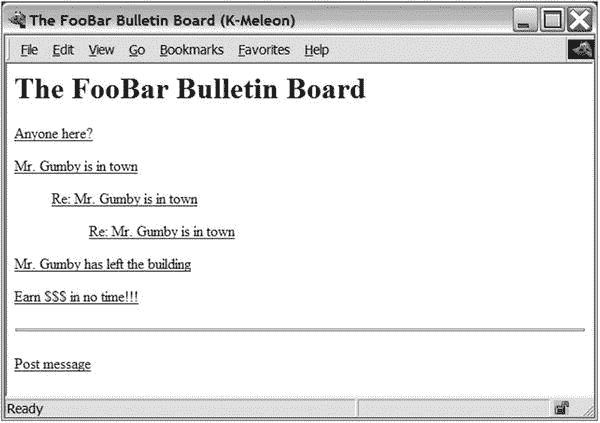 The FooBar Bulletin Board (K-Meleon)
File Edit View Go Bookmarks Favorites Help
The FooBar Bulletin Board
Anyone here?
Mr. Gumby is in town
Re: Mr. Gumby is in town
Re: Mr. Gumby is in town
Mr. Gumby has left the building
Earn $$$ in no time!!!
Post message
Ready